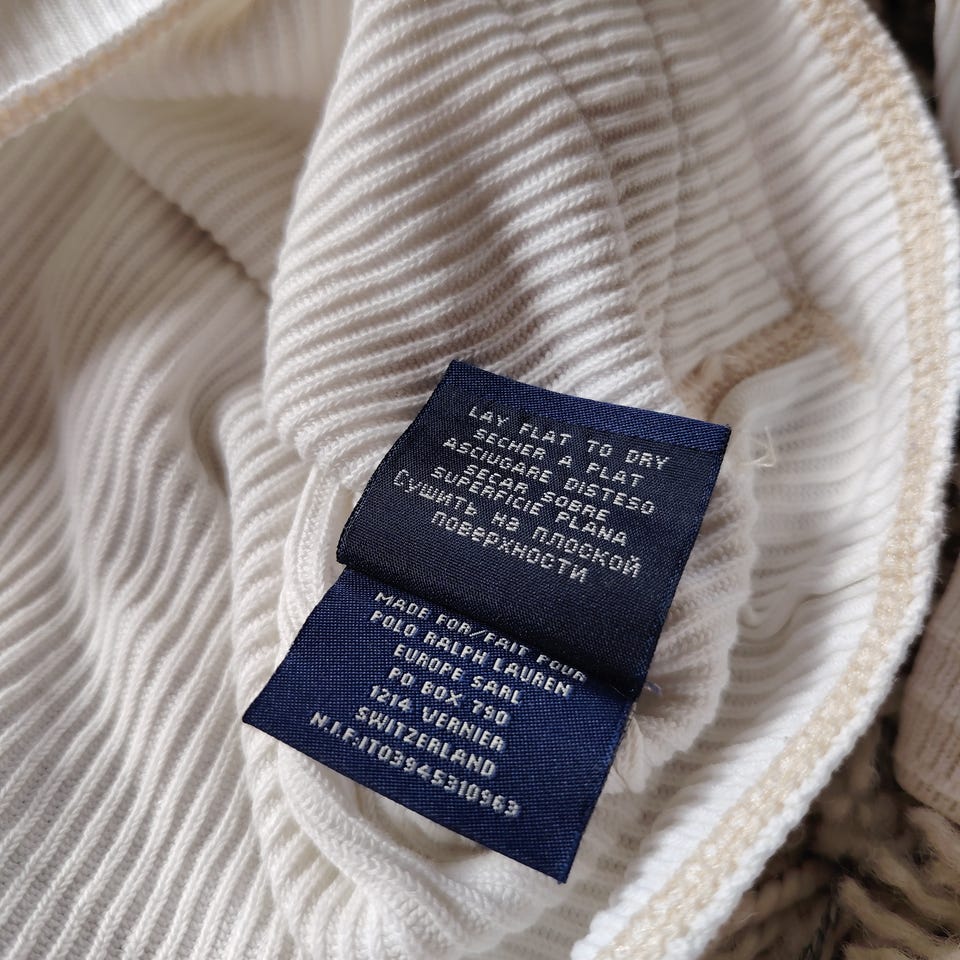 LAY FLAT TO DRY
SECHER A PLAT
ASCIUGARE DISTESO
SECAR SOBRE
SUPERFICIE PLANA
Сушить на плоской
поверхности
MADE FOR/FAIT POUR
POLO RALPH LAUREN
EUROPE SARL
PO BOX 790
1214 VERNIER
SWITZERLAND
N.I.F:IT03945310963